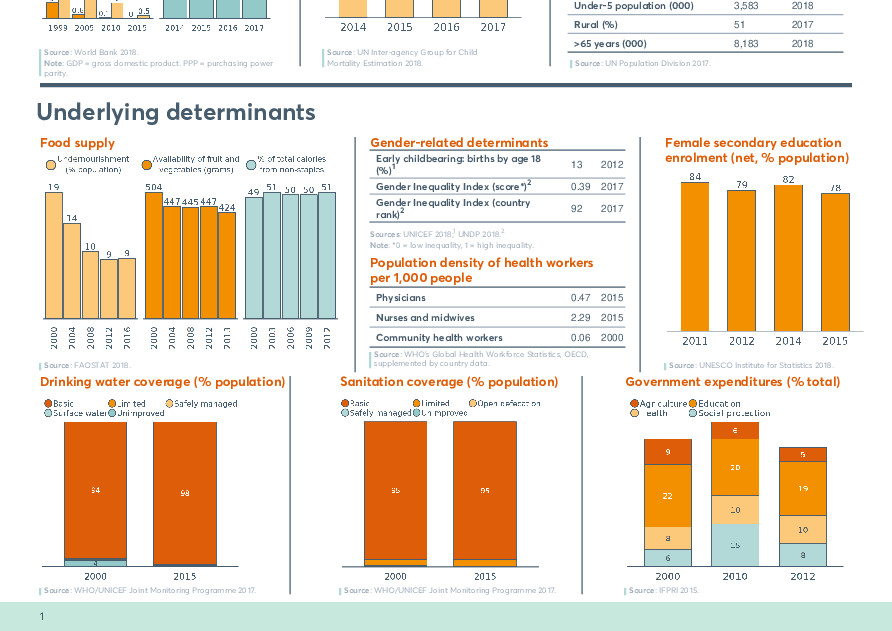 1999 2005 2010 2015
0.6
0.1
0
0.5
2014 2015 2016 2017
Source: World Bank 2018.
Note: GDP = gross domestic product. PPP = purchasing power
parity.
2014 2015 2016 2017
Source: UN Inter-agency Group for Child
Mortality Estimation 2018.
Under-5 population (000) 3,583 2018
Rural (%) 51 2017
>65 years (000) 8,183 2018
Source: UN Population Division 2017.
Underlying determinants
Food supply
Undernourishment
(% population)
Availability of fruit and
vegetables (grams)
% of total calories
from non-staples
19 14 10 9 9
504 447 445 447 424
49 51 50 50 51
2000 2004 2008 2012 2016
2000 2004 2008 2012 2013
2000 2003 2006 2009 2012
Source: FAOSTAT 2018.
Gender-related determinants
Early childbearing: births by age 18
(%)1 13 2012
Gender Inequality Index (score*)2 0.39 2017
Gender Inequality Index (country
rank)2 92 2017
Sources: UNICEF 2018,1 UNDP 2018.2
Note: *0 = low inequality, 1 = high inequality.
Population density of health workers
per 1,000 people
Physicians 0.47 2015
Nurses and midwives 2.29 2015
Community health workers 0.06 2000
Source: WHO's Global Health Workforce Statistics, OECD,
supplemented by country data.
Female secondary education
enrolment (net, % population)
84 79 82 78
2011 2012 2014 2015
Source: UNESCO Institute for Statistics 2018.
Drinking water coverage (% population)
Basic Limited Safely managed
Surface water Unimproved
94 98
4
2000 2015
Source: WHO/UNICEF Joint Monitoring Programme 2017.
Sanitation coverage (% population)
Basic Limited Open defecation
Safely managed Unimproved
95 95
2000 2015
Source: WHO/UNICEF Joint Monitoring Programme 2017.
Government expenditures (% total)
Agriculture Education
Health Social protection
9 22 8 6
6 20 10 15
5 19 10 8
2000 2010 2012
Source: IFPRI 2015.
1